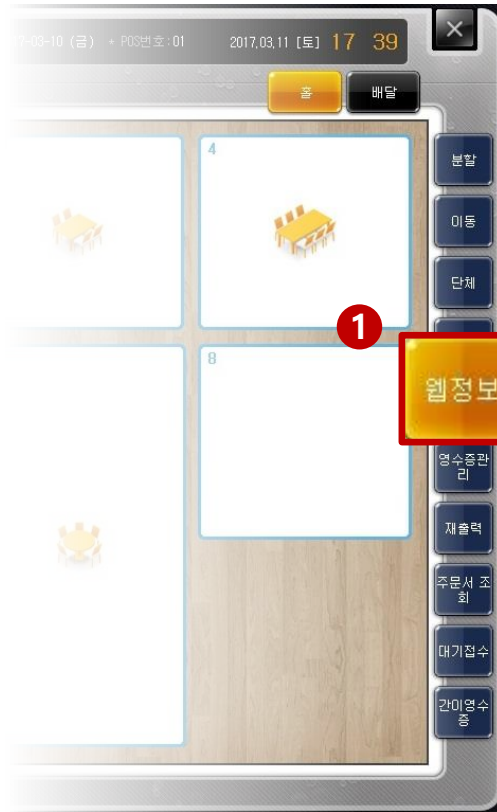 -03-10 (금) + POS번호:01 2017,03,11 [토] 17 39
홀 배달
4
분할
이동
단체
1
8
웹정보
영수증관
리
재출력
주문서 조
회
대기접수
간이영수
증